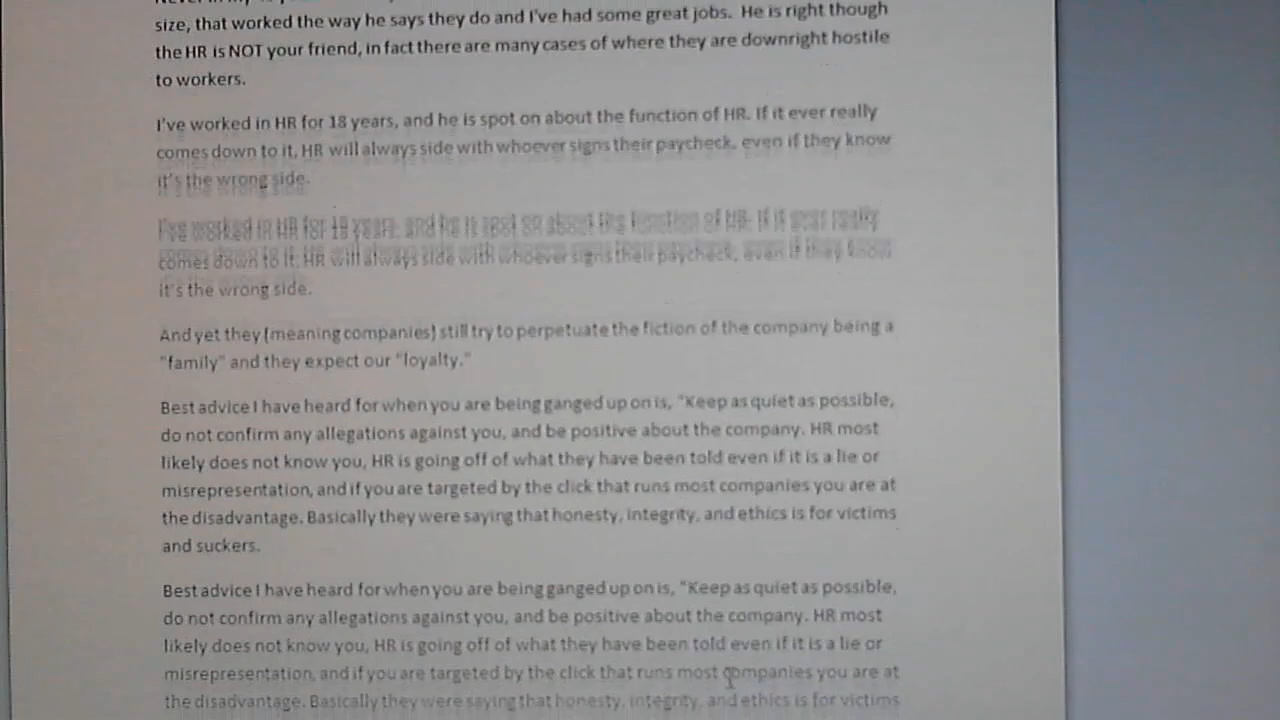 size, that worked the way he says they do and I've had some great jobs. He is right though
the HR is NOT your friend, in fact there are many cases of where they are downright hostile
to workers.
I've worked in HR for 18 years, and he is spot on about the function of HR. If it ever really
comes down to it, HR will always side with whoever signs their paycheck, even if they know
it's the wrong side.
I've worked in HR for 18 years, and he is spot on about the function of HR. If it ever really
comes down to it, HR will always side with whoever signs their paycheck, even if they know
it's the wrong side.
And yet they (meaning companies) still try to perpetuate the fiction of the company being a
"family" and they expect our "loyalty."
Best advice I have heard for when you are being ganged up on is, "Keep as quiet as possible,
do not confirm any allegations against you, and be positive about the company. HR most
likely does not know you, HR is going off of what they have been told even if it is a lie or
misrepresentation, and if you are targeted by the click that runs most companies you are at
the disadvantage. Basically they were saying that honesty, integrity, and ethics is for victims
and suckers.
Best advice I have heard for when you are being ganged up on is, "Keep as quiet as possible,
do not confirm any allegations against you, and be positive about the company. HR most
likely does not know you, HR is going off of what they have been told even if it is a lie or
misrepresentation, and if you are targeted by the click that runs most companies you are at
the disadvantage. Basically they were saying that honesty, integrity, and ethics is for victims